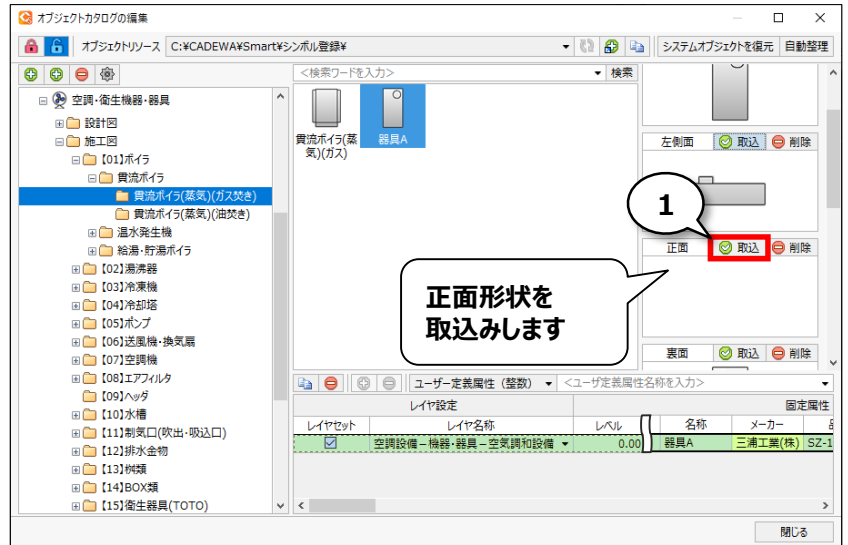 オブジェクトカタログの編集
オブジェクトリソース C:¥CADEWA¥Smart¥シンボル登録¥ システムオブジェクトを復元 自動整理
<検索ワードを入力> 検索
空調・衛生機器・器具
設計図
施工図
【01】ボイラ
貫流ボイラ
貫流ボイラ(蒸気)(ガス焚き)
貫流ボイラ(蒸気)(油焚き)
温水発生機
給湯・貯湯ボイラ
【02】湯沸器
【03】冷凍機
【04】冷却塔
【05】ポンプ
【06】送風機・換気扇
【07】空調機
【08】エアフィルタ
【09】ヘッダ
【10】水槽
【11】制気口(吹出・吸込口)
【12】排水金物
【13】桝類
【14】BOX類
【15】衛生器具(TOTO)
貫流ボイラ(蒸
気)(ガス)
器具A
左側面 取込 削除
1
正面 取込 削除
正面形状を
取込みします
裏面 取込 削除
ユーザー定義属性（整数） <ユーザ定義属性名称を入力>
レイヤ設定 固定属性
レイヤセット レイヤ名称 レベル 名称 メーカー
空調設備－機器・器具－空気調和設備 0.00 器具A 三浦工業(株) SZ-1
閉じる